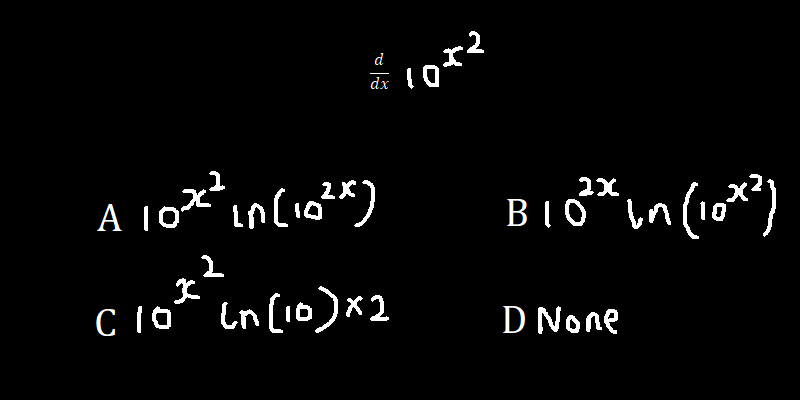 d/dx 10^x^2
A 10^x^2 ln(10^2x)
B 10^2x ln(10^x^2)
C 10^x^2 ln(10)×2
D None